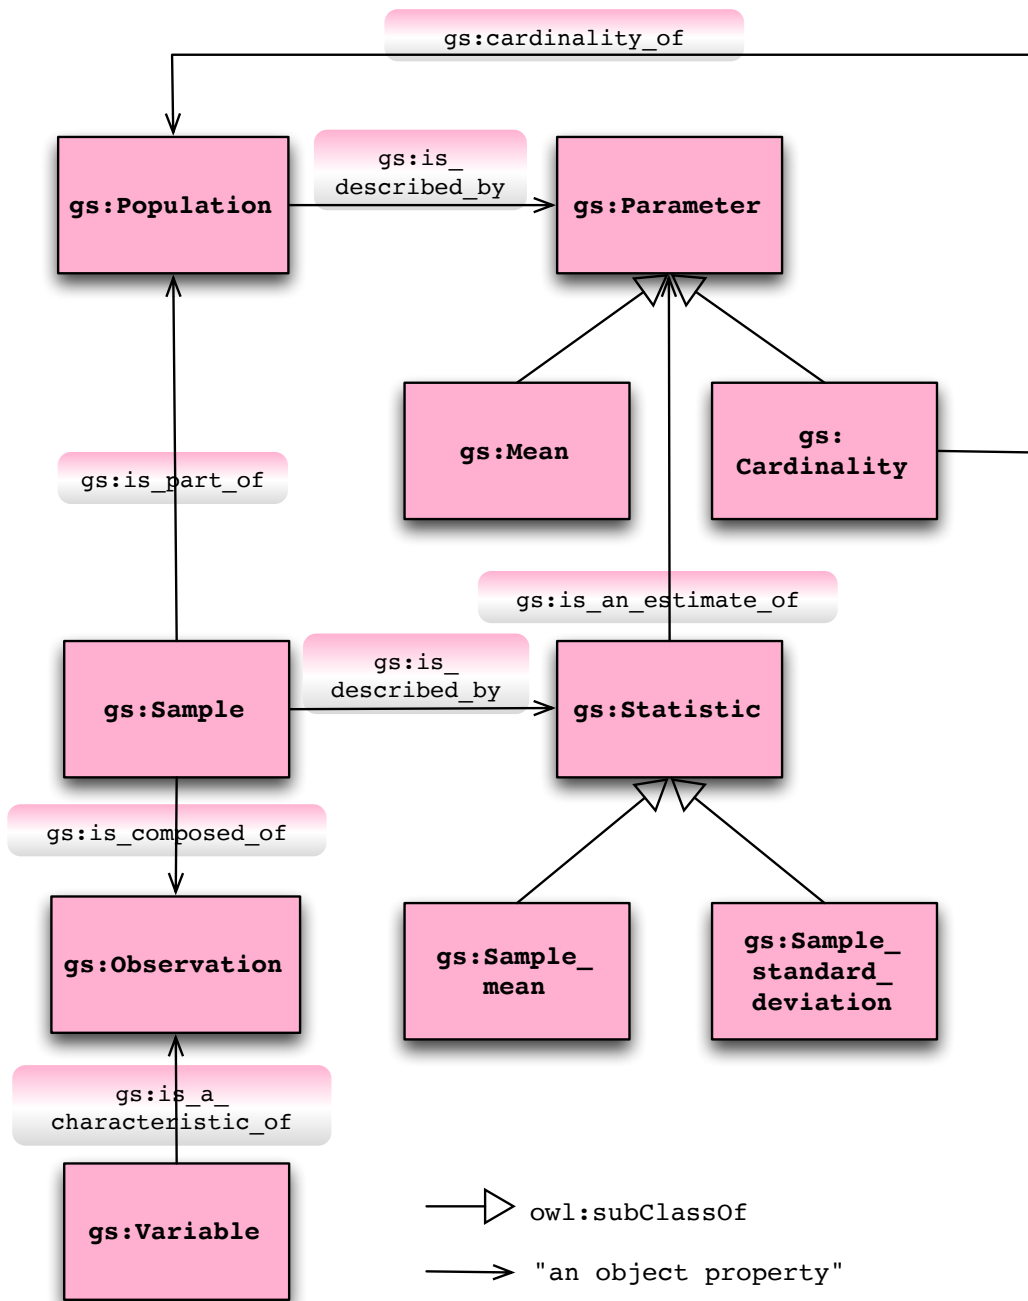 gs:cardinality_of
gs:is_
described_by
gs:Population
gs:Parameter
gs:Mean
gs:
Cardinality
gs:is_part_of
gs:is_an_estimate_of
gs:is_
described_by
gs:Sample
gs:Statistic
gs:is_composed_of
gs:Observation
gs:Sample_
mean
gs:Sample_
standard_
deviation
gs:is_a_
characteristic_of
gs:Variable
owl:subClassOf
"an object property"